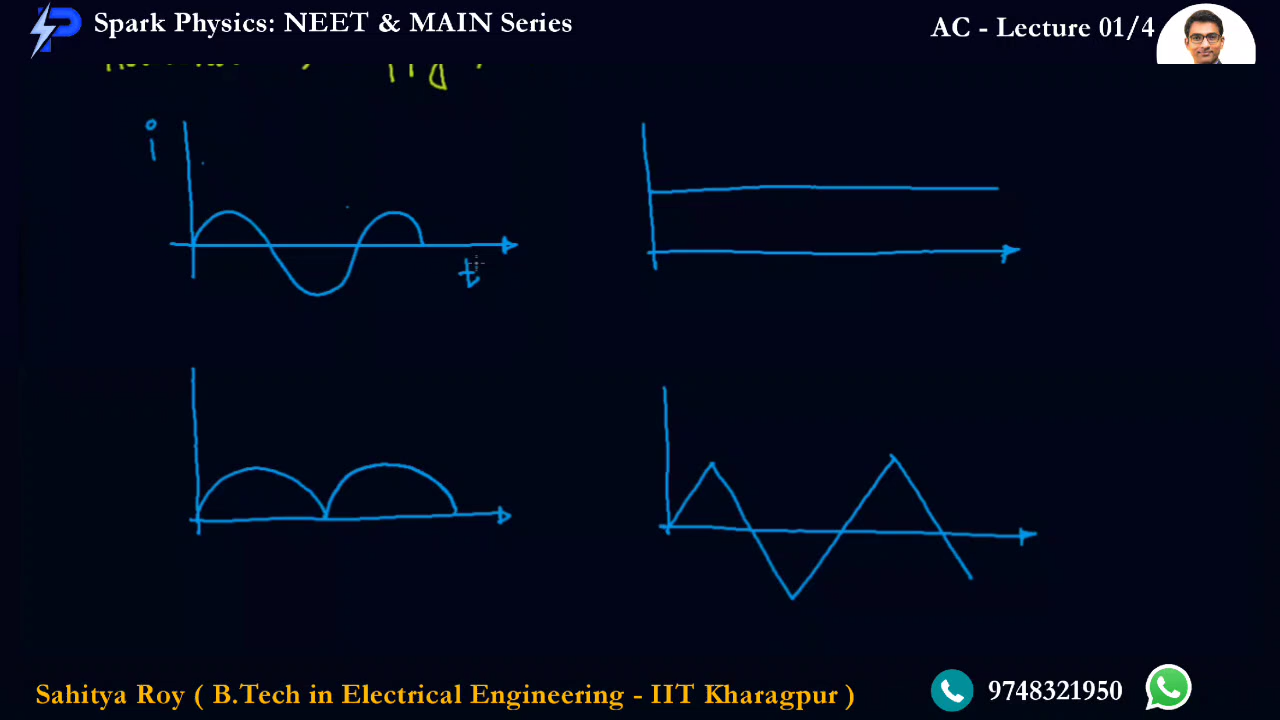 Spark Physics: NEET & MAIN Series
AC - Lecture 01/4
i
t
Sahitya Roy ( B.Tech in Electrical Engineering - IIT Kharagpur )
9748321950